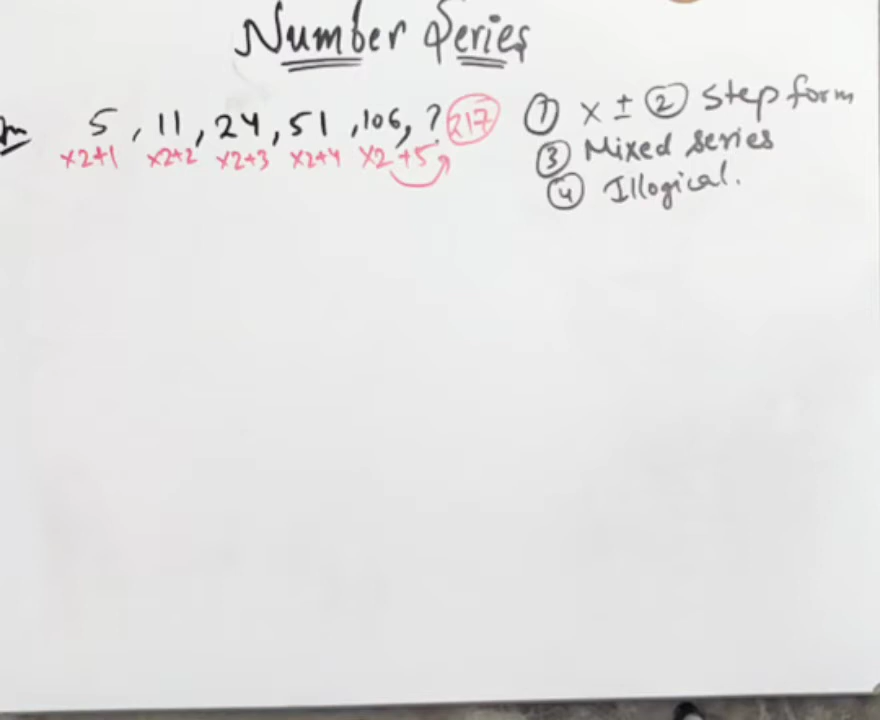 Number Series
5, 11, 24, 51, 106, ? 217
×2+1 ×2+2 ×2+3 ×2+4 ×2+5
① × ± ② Step form
③ Mixed series
④ Illogical.